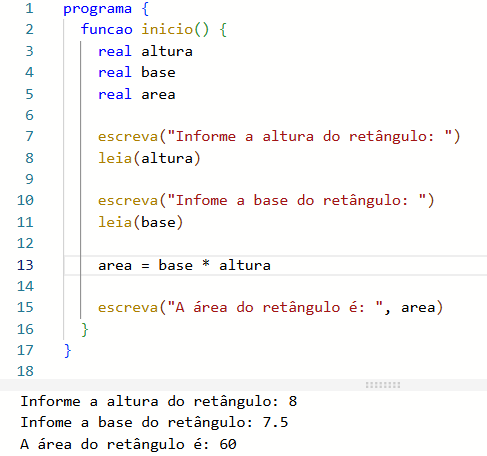 1 programa {
2 funcao inicio() {
3 real altura
4 real base
5 real area
6
7 escreva("Informe a altura do retângulo: ")
8 leia(altura)
9
10 escreva("Infome a base do retângulo: ")
11 leia(base)
12
13 area = base * altura
14
15 escreva("A área do retângulo é: ", area)
16 }
17 }
18
Informe a altura do retângulo: 8
Infome a base do retângulo: 7.5
A área do retângulo é: 60